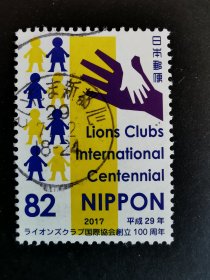 日本郵便
Lions Clubs
International
Centennial
82 NIPPON
2017 平成29年
ライオンズクラブ国際協会創立100周年